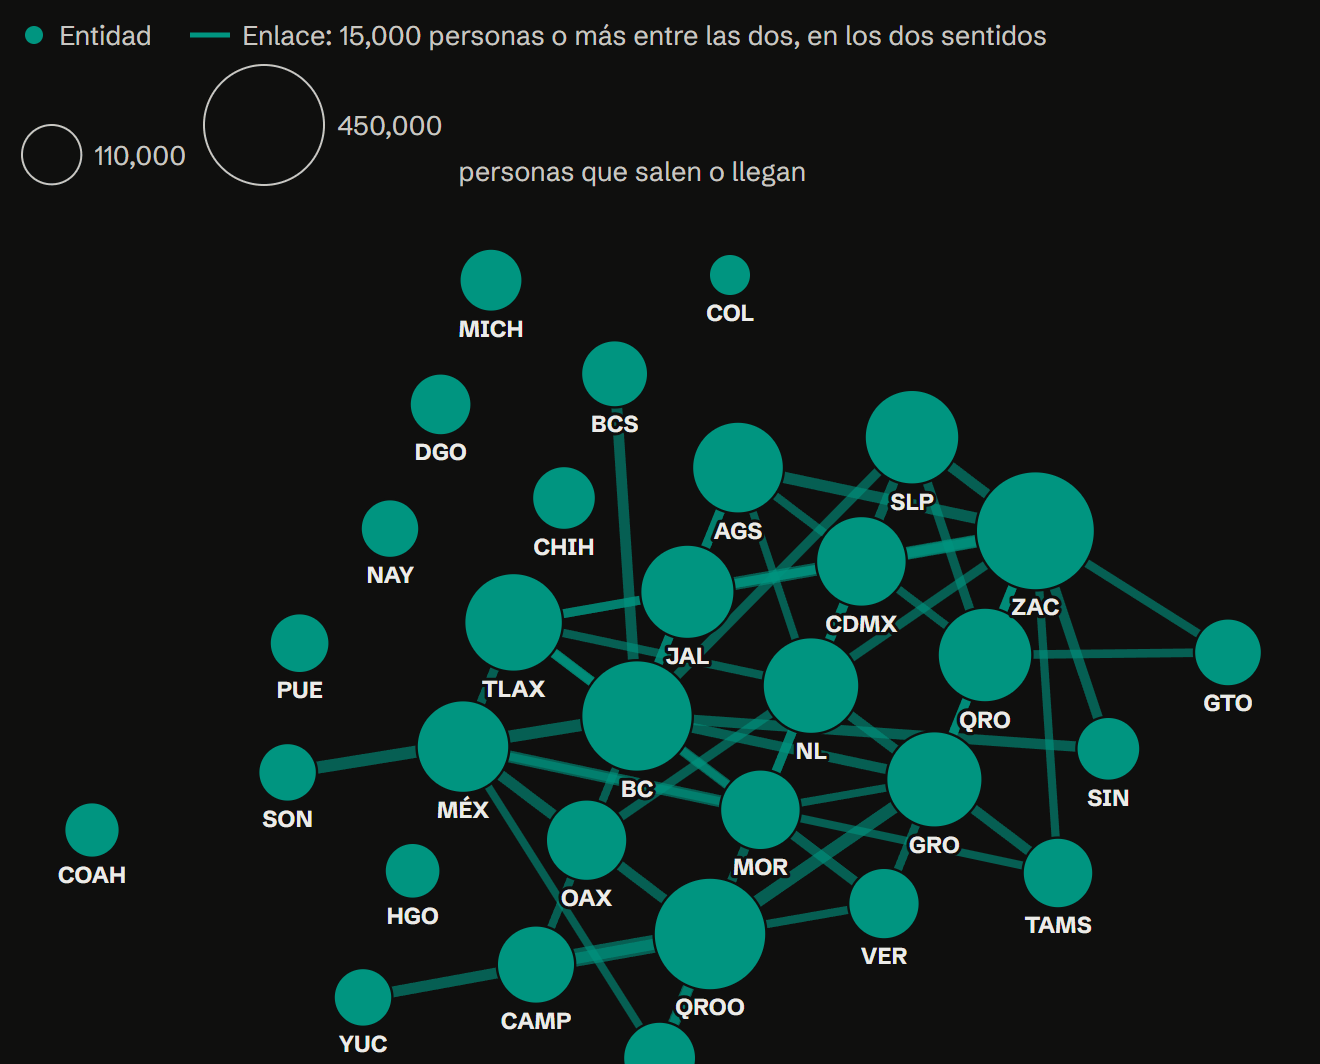 Entidad
Enlace: 15,000 personas o más entre las dos, en los dos sentidos
110,000
450,000
personas que salen o llegan
MICH
COL
BCS
DGO
SLP
AGS
CHIH
NAY
ZAC
CDMX
JAL
TLAX
PUE
GTO
QRO
NL
BC
SIN
MÉX
SON
GRO
MOR
COAH
OAX
HGO
TAMS
VER
QROO
CAMP
YUC